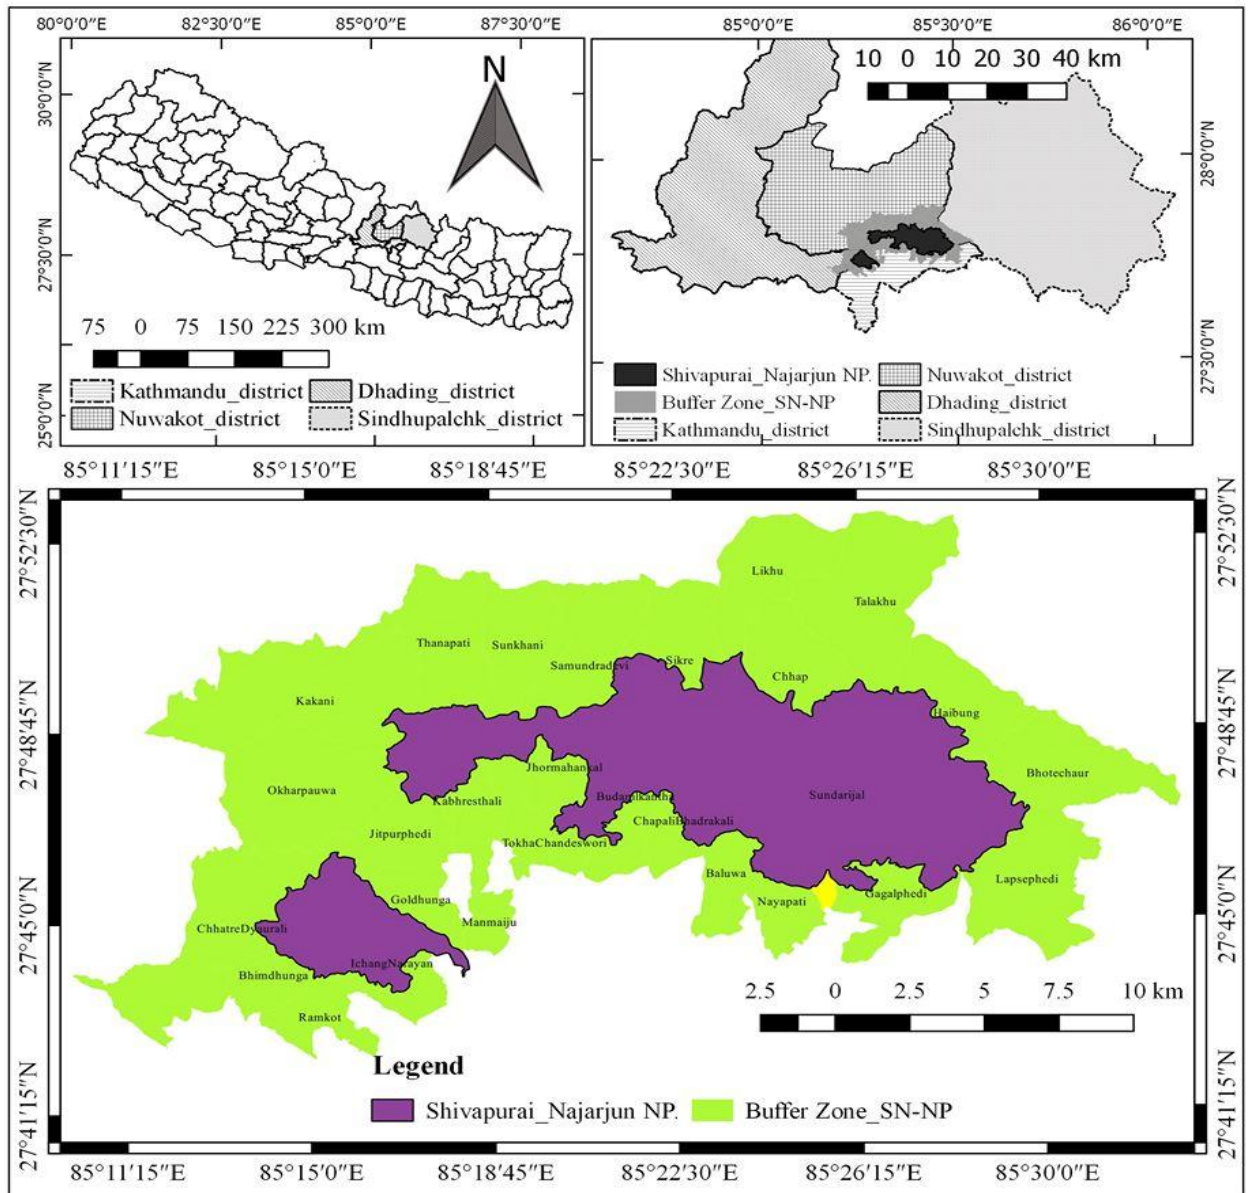 80°0′0″E 82°30′0″E 85°0′0″E 87°30′0″E
30°0′0″N
27°30′0″N
25°0′0″N
N
75 0 75 150 225 300 km
Kathmandu_district Dhading_district
Nuwakot_district Sindhupalchk_district
85°0′0″E 85°30′0″E 86°0′0″E
10 0 10 20 30 40 km
28°0′0″N
27°30′0″N
Shivapurai_Najarjun NP. Nuwakot_district
Buffer Zone_SN-NP Dhading_district
Kathmandu_district Sindhupalchk_district
85°11′15″E 85°15′0″E 85°18′45″E 85°22′30″E 85°26′15″E 85°30′0″E
27°52′30″N 27°52′30″N
27°48′45″N 27°48′45″N
27°45′0″N 27°45′0″N
27°41′15″N 27°41′15″N
Likhu
Talakhu
Thanapati
Sunkhani
Samundradevi
Sikre
Chhap
Kakani
Haibung
Bhotechaur
Jhormahankal
Okharpauwa
Kabhresthali
Budanilkantha
Sundarijal
ChapaliBhadrakali
Jitpurphedi
TokhaChandeswori
Baluwa
Lapsephedi
Goldhunga
Nayapati
Gagalphedi
Manmaiju
ChhatreDyaurali
IchangNarayan
Bhimdhunga
Ramkot
2.5 0 2.5 5 7.5 10 km
Legend
Shivapurai_Najarjun NP. Buffer Zone_SN-NP
85°11′15″E 85°15′0″E 85°18′45″E 85°22′30″E 85°26′15″E 85°30′0″E